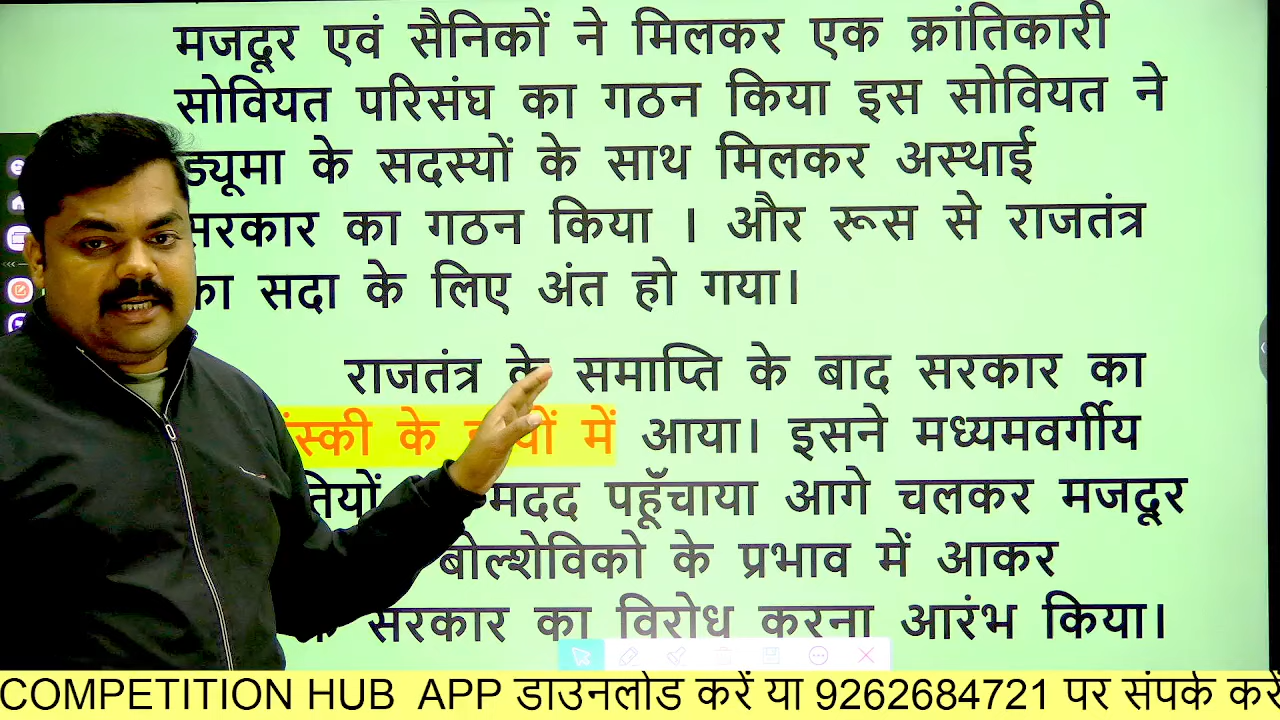 मजदूर एवं सैनिकों ने मिलकर एक क्रांतिकारी
सोवियत परिसंघ का गठन किया इस सोवियत ने
ड्यूमा के सदस्यों के साथ मिलकर अस्थाई
सरकार का गठन किया । और रूस से राजतंत्र
का सदा के लिए अंत हो गया।
राजतंत्र के समाप्ति के बाद सरकार का
के में आया। इसने मध्यमवर्गीय
मदद पहूँचाया आगे चलकर मजदूर
बोल्शेविको के प्रभाव में आकर
सरकार का विरोध करना आरंभ किया।
COMPETITION HUB APP डाउनलोड करें या 9262684721 पर संपर्क करें